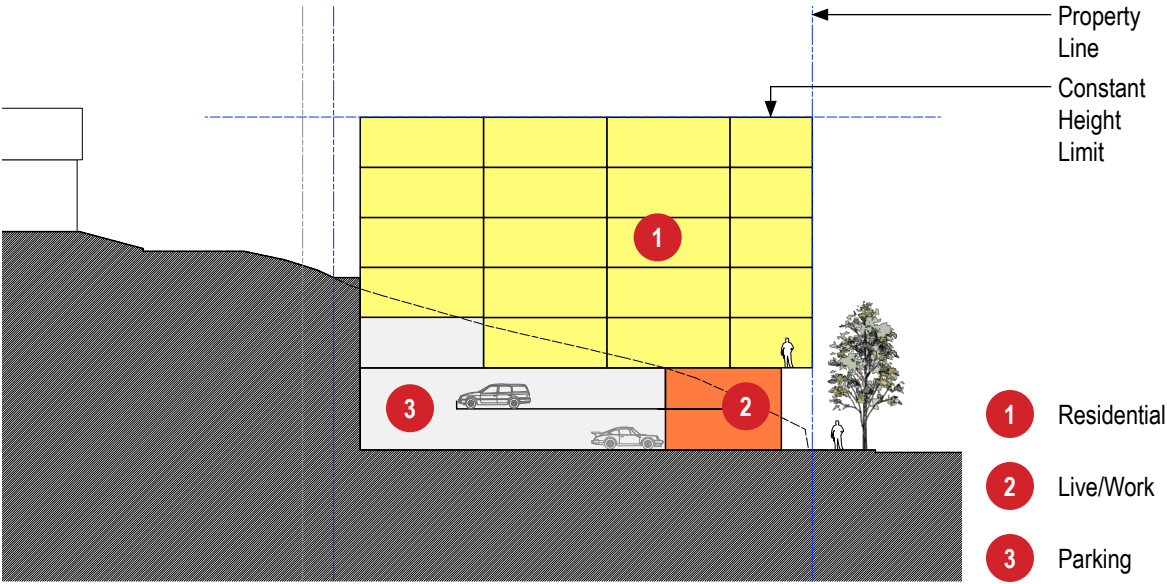 Property
Line
Constant
Height
Limit
1
3
2
1 Residential
2 Live/Work
3 Parking